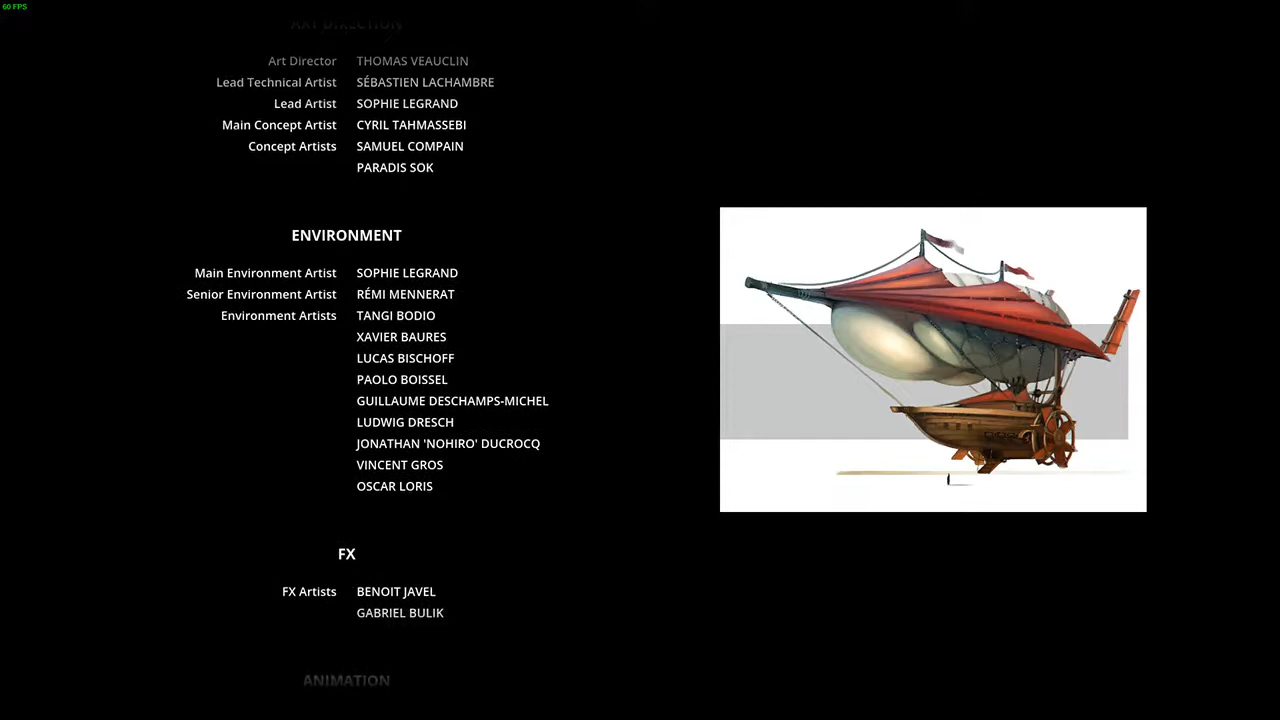 60 FPS
ART DIRECTION
Art Director THOMAS VEAUCLIN
Lead Technical Artist SÉBASTIEN LACHAMBRE
Lead Artist SOPHIE LEGRAND
Main Concept Artist CYRIL TAHMASSEBI
Concept Artists SAMUEL COMPAIN
PARADIS SOK
ENVIRONMENT
Main Environment Artist SOPHIE LEGRAND
Senior Environment Artist RÉMI MENNERAT
Environment Artists TANGI BODIO
XAVIER BAURES
LUCAS BISCHOFF
PAOLO BOISSEL
GUILLAUME DESCHAMPS-MICHEL
LUDWIG DRESCH
JONATHAN 'NOHIRO' DUCROCQ
VINCENT GROS
OSCAR LORIS
FX
FX Artists BENOIT JAVEL
GABRIEL BULIK
ANIMATION